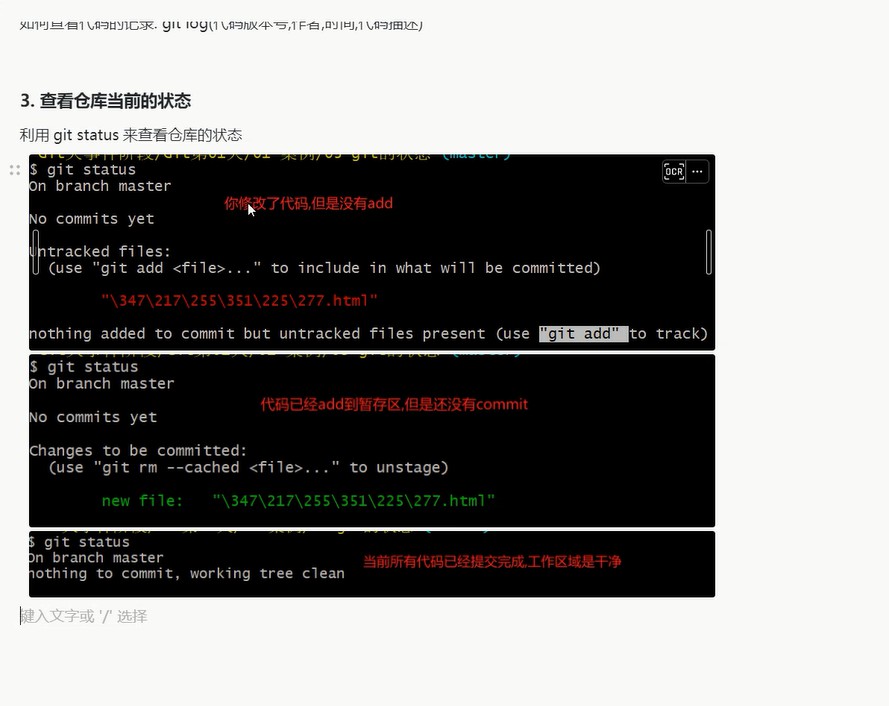 如何查看代码的记录: git log(代码版本号,作者,时间,代码描述)
3. 查看仓库当前的状态
利用 git status 来查看仓库的状态
$ git status
On branch master
你修改了代码,但是没有add
No commits yet
Untracked files:
(use "git add <file>..." to include in what will be committed)
"\347\217\255\351\225\277.html"
nothing added to commit but untracked files present (use "git add" to track)
$ git status
On branch master
代码已经add到暂存区,但是还没有commit
No commits yet
Changes to be committed:
(use "git rm --cached <file>..." to unstage)
new file: "\347\217\255\351\225\277.html"
$ git status
On branch master
当前所有代码已经提交完成,工作区域是干净
nothing to commit, working tree clean
键入文字或 '/' 选择